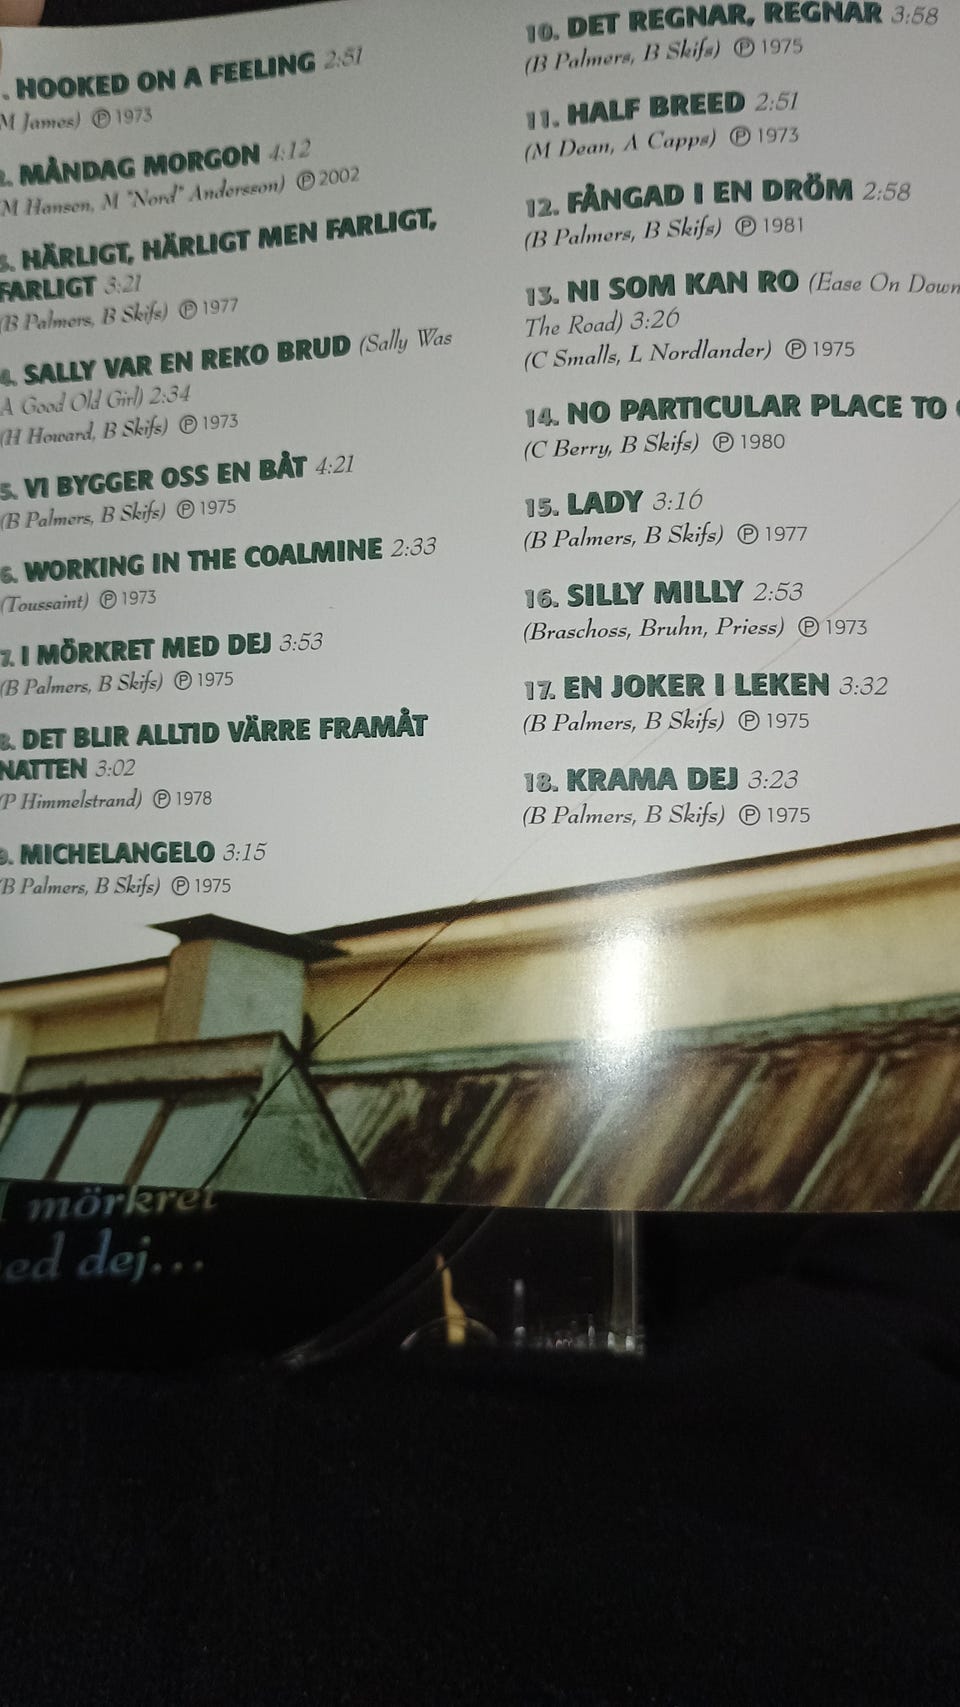 . HOOKED ON A FEELING 2:51
M James) Ⓟ 1973
2. MÅNDAG MORGON 4:12
M Hansen, M "Nord" Andersson) Ⓟ 2002
3. HÄRLIGT, HÄRLIGT MEN FARLIGT,
FARLIGT 3:21
(B Palmers, B Skifs) Ⓟ 1977
4. SALLY VAR EN REKO BRUD (Sally Was
A Good Old Girl) 2:34
(H Howard, B Skifs) Ⓟ 1973
5. VI BYGGER OSS EN BÅT 4:21
(B Palmers, B Skifs) Ⓟ 1975
6. WORKING IN THE COALMINE 2:33
(Toussaint) Ⓟ 1973
7. I MÖRKRET MED DEJ 3:53
(B Palmers, B Skifs) Ⓟ 1975
8. DET BLIR ALLTID VÄRRE FRAMÅT
NATTEN 3:02
(P Himmelstrand) Ⓟ 1978
9. MICHELANGELO 3:15
(B Palmers, B Skifs) Ⓟ 1975
10. DET REGNAR, REGNAR 3:58
(B Palmers, B Skifs) Ⓟ 1975
11. HALF BREED 2:51
(M Dean, A Capps) Ⓟ 1973
12. FÅNGAD I EN DRÖM 2:58
(B Palmers, B Skifs) Ⓟ 1981
13. NI SOM KAN RO (Ease On Down
The Road) 3:26
(C Smalls, L Nordlander) Ⓟ 1975
14. NO PARTICULAR PLACE TO
(C Berry, B Skifs) Ⓟ 1980
15. LADY 3:16
(B Palmers, B Skifs) Ⓟ 1977
16. SILLY MILLY 2:53
(Braschoss, Bruhn, Priess) Ⓟ 1973
17. EN JOKER I LEKEN 3:32
(B Palmers, B Skifs) Ⓟ 1975
18. KRAMA DEJ 3:23
(B Palmers, B Skifs) Ⓟ 1975
I mörkret
ed dej...